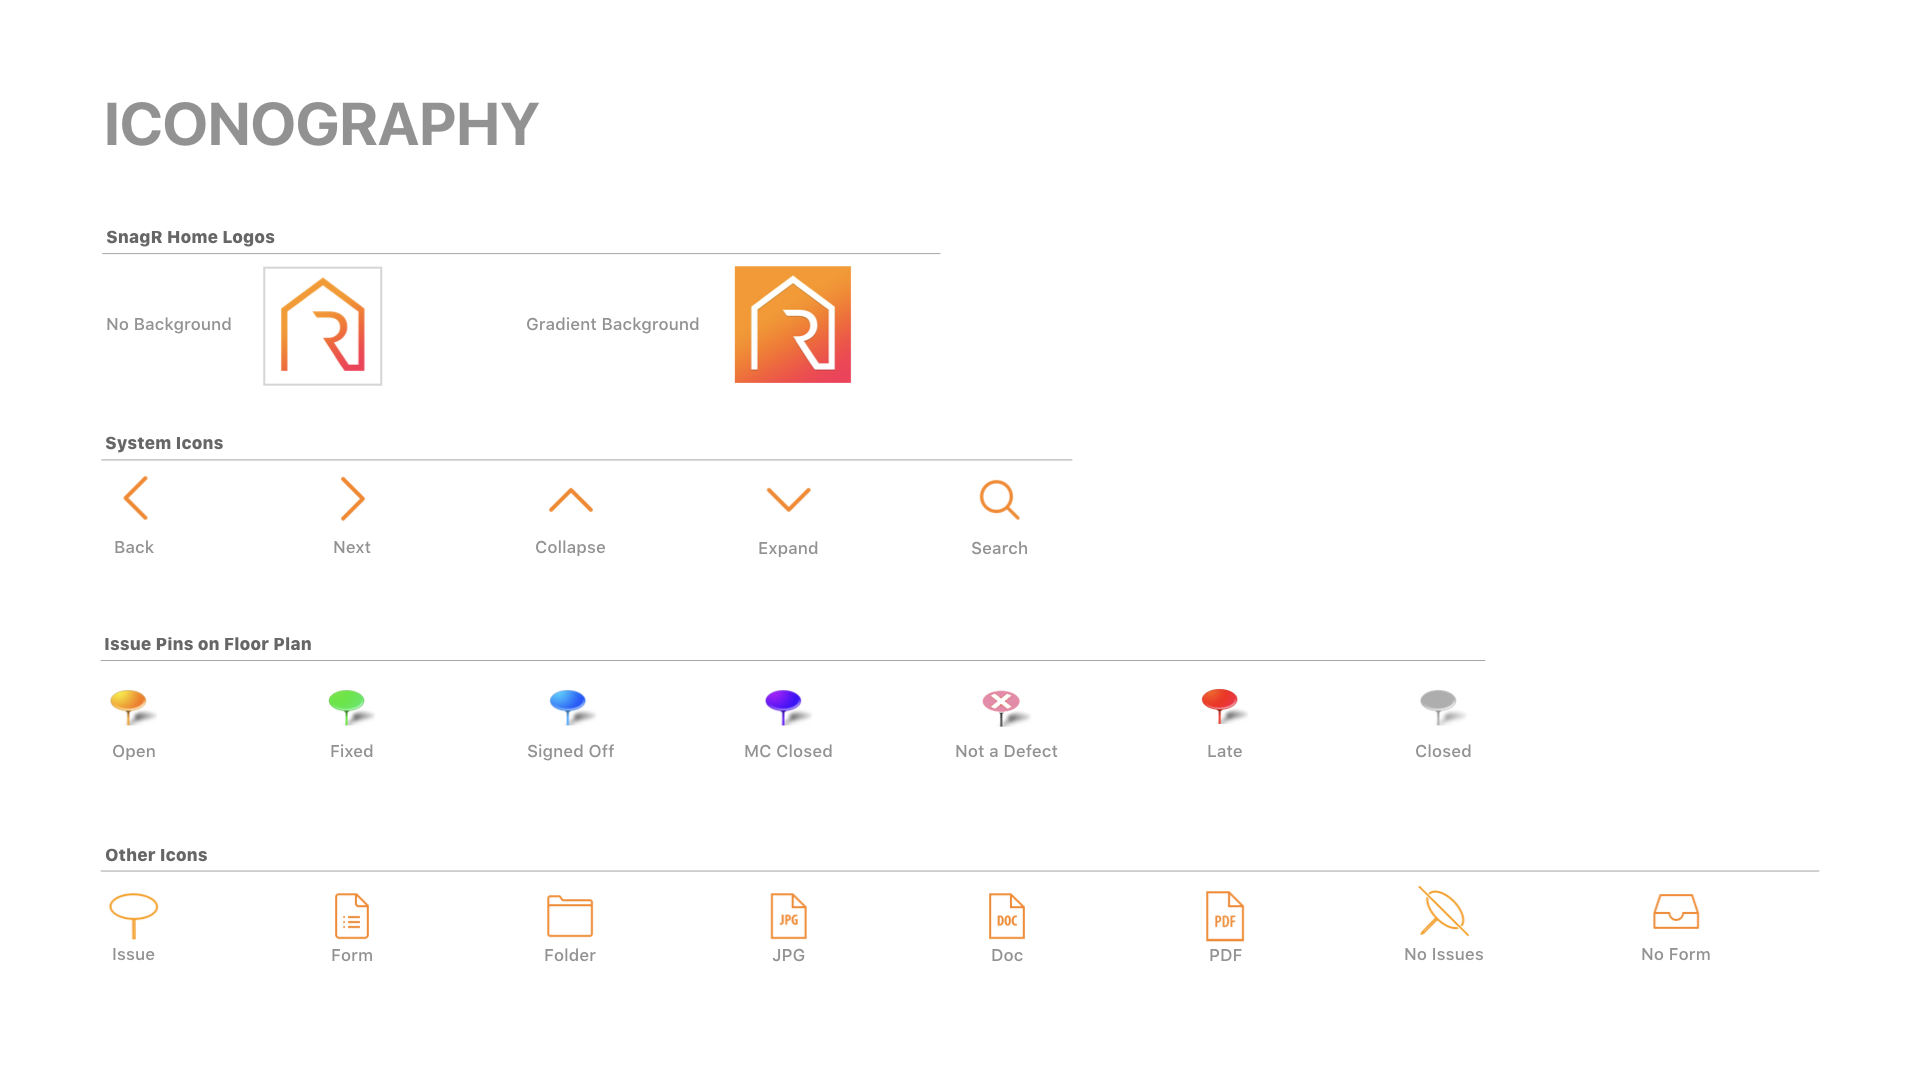 ICONOGRAPHY
SnagR Home Logos
No Background
R
Gradient Background
R
System Icons
Back Next Collapse Expand Search
Issue Pins on Floor Plan
Open Fixed Signed Off MC Closed Not a Defect Late Closed
Other Icons
JPG DOC PDF
Issue Form Folder JPG Doc PDF No Issues No Form